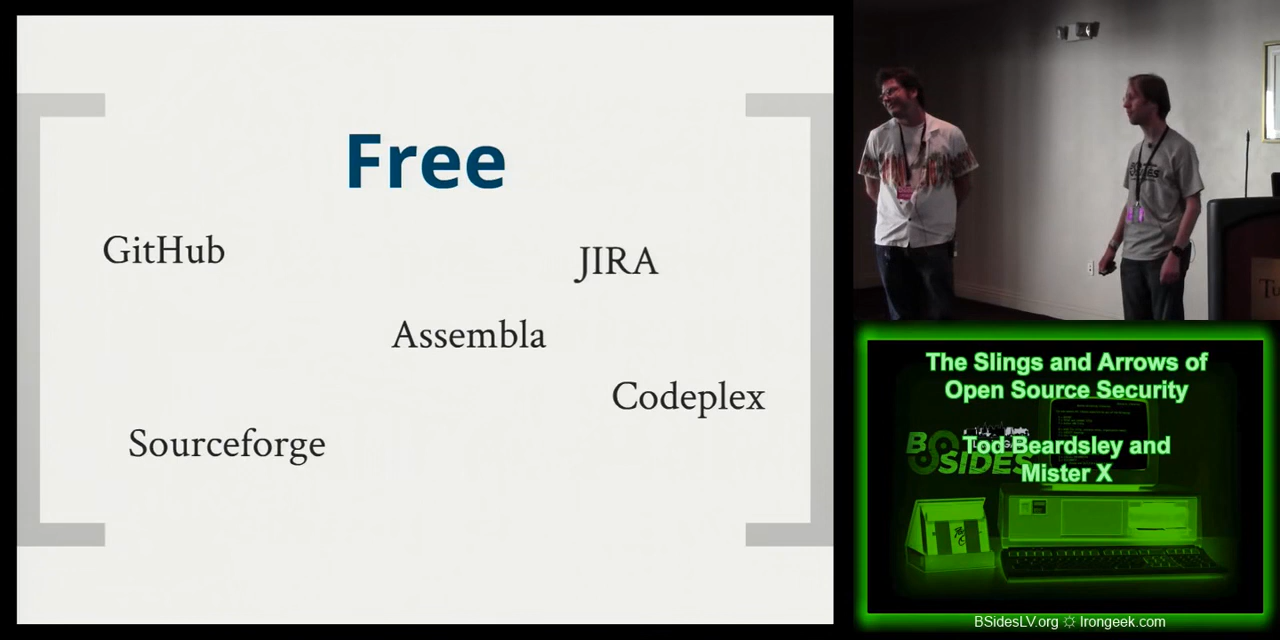 Free
GitHub
JIRA
Assembla
Codeplex
Sourceforge
The Slings and Arrows of
Open Source Security
Tod Beardsley and
Mister X
BSIDES
BSidesLV.org ☼ Irongeek.com